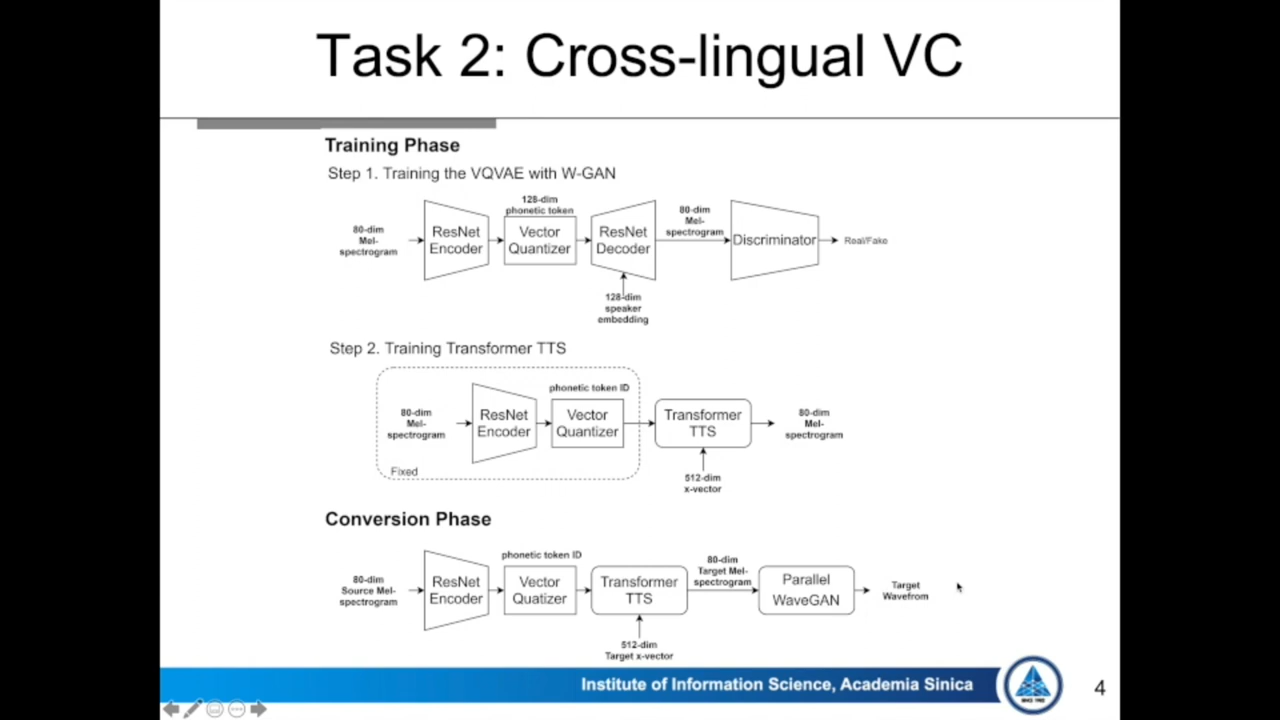 Task 2: Cross-lingual VC
Training Phase
Step 1. Training the VQVAE with W-GAN
80-dim
Mel-
spectrogram
ResNet
Encoder
128-dim
phonetic token
Vector
Quantizer
ResNet
Decoder
128-dim
speaker
embedding
80-dim
Mel-
spectrogram
Discriminator
Real/Fake
Step 2. Training Transformer TTS
80-dim
Mel-
spectrogram
ResNet
Encoder
phonetic token ID
Vector
Quantizer
Fixed
Transformer
TTS
512-dim
x-vector
80-dim
Mel-
spectrogram
Conversion Phase
80-dim
Source Mel-
spectrogram
ResNet
Encoder
phonetic token ID
Vector
Quatizer
Transformer
TTS
512-dim
Target x-vector
80-dim
Target Mel-
spectrogram
Parallel
WaveGAN
Target
Wavefrom
Institute of Information Science, Academia Sinica
4